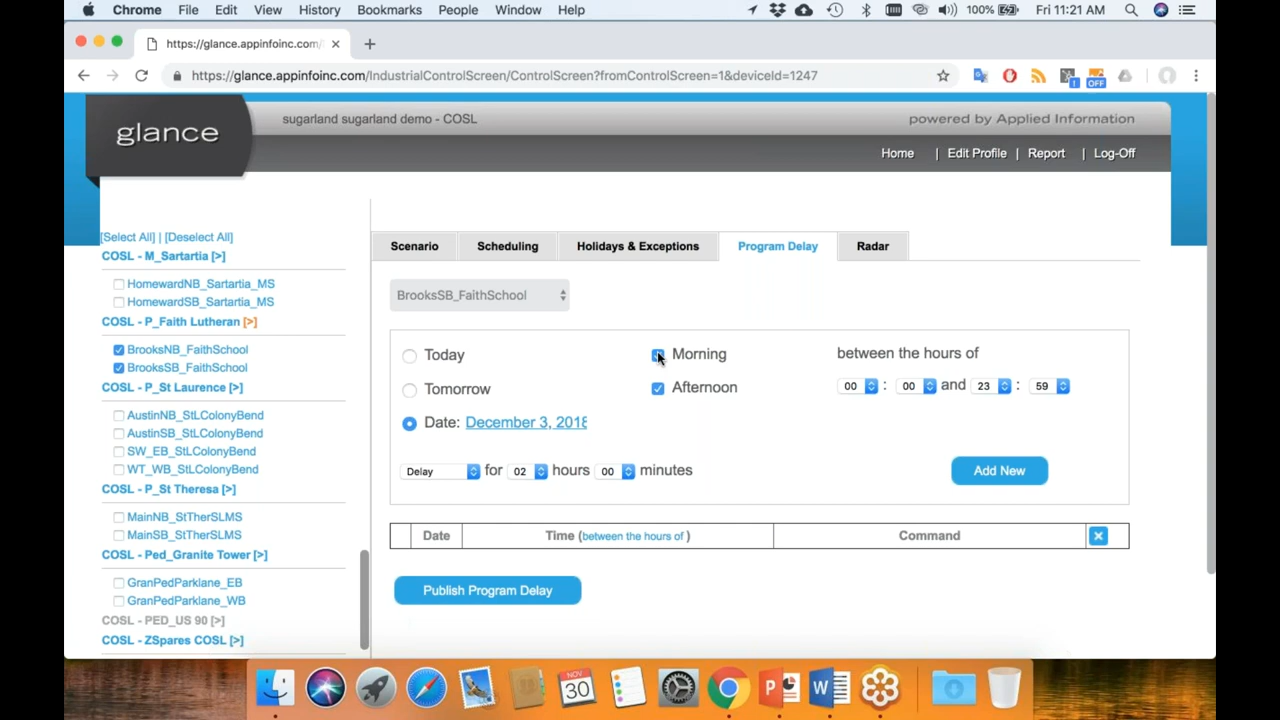 Chrome File Edit View History Bookmarks People Window Help 100% Fri 11:21 AM
https://glance.appinfoinc.com/
https://glance.appinfoinc.com/IndustrialControlScreen/ControlScreen?fromControlScreen=1&deviceId=1247
OFF
glance
sugarland sugarland demo - COSL
powered by Applied Information
Home | Edit Profile | Report | Log-Off
[Select All] | [Deselect All]
COSL - M_Sartartia [>]
HomewardNB_Sartartia_MS
HomewardSB_Sartartia_MS
COSL - P_Faith Lutheran [>]
BrooksNB_FaithSchool
BrooksSB_FaithSchool
COSL - P_St Laurence [>]
AustinNB_StLColonyBend
AustinSB_StLColonyBend
SW_EB_StLColonyBend
WT_WB_StLColonyBend
COSL - P_St Theresa [>]
MainNB_StTherSLMS
MainSB_StTherSLMS
COSL - Ped_Granite Tower [>]
GranPedParklane_EB
GranPedParklane_WB
COSL - PED_US 90 [>]
COSL - ZSpares COSL [>]
Scenario Scheduling Holidays & Exceptions Program Delay Radar
BrooksSB_FaithSchool
Today Morning between the hours of
Tomorrow Afternoon 00 : 00 and 23 : 59
Date: December 3, 2018
Delay for 02 hours 00 minutes Add New
Date Time (between the hours of ) Command
Publish Program Delay
NOV
30